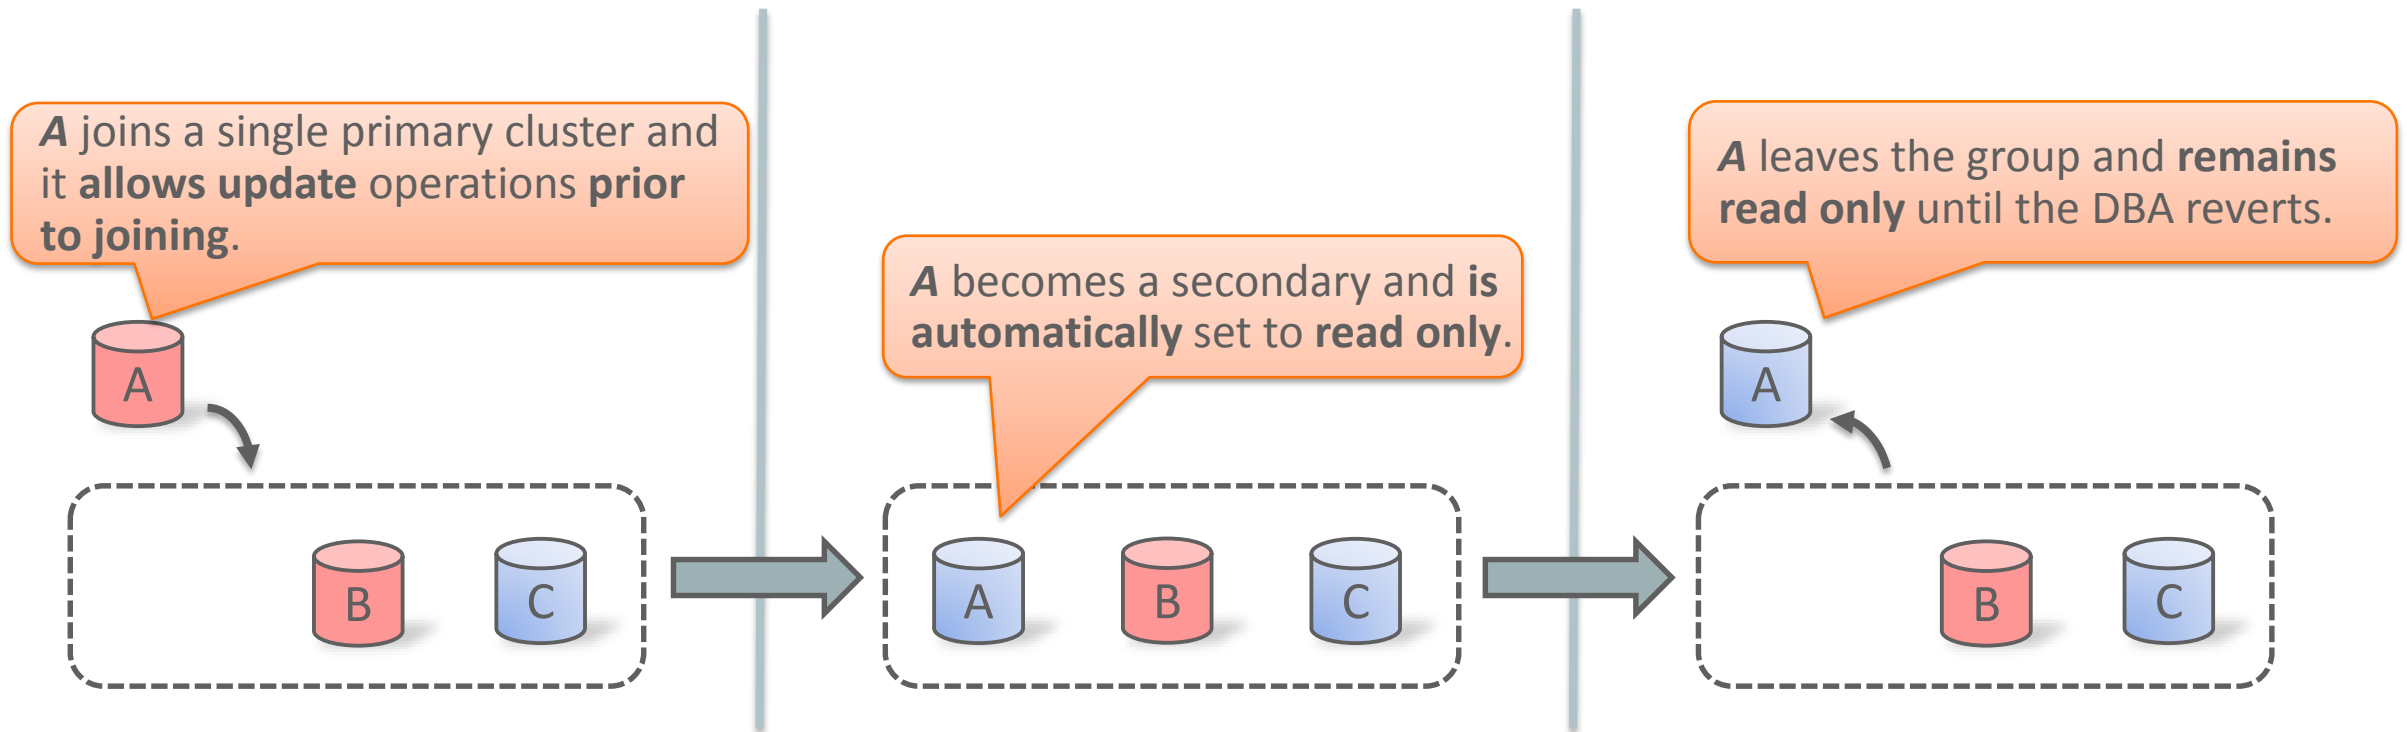 A joins a single primary cluster and
it allows update operations prior
to joining.
A
B
C
A becomes a secondary and is
automatically set to read only.
A
B
C
A leaves the group and remains
read only until the DBA reverts.
A
B
C